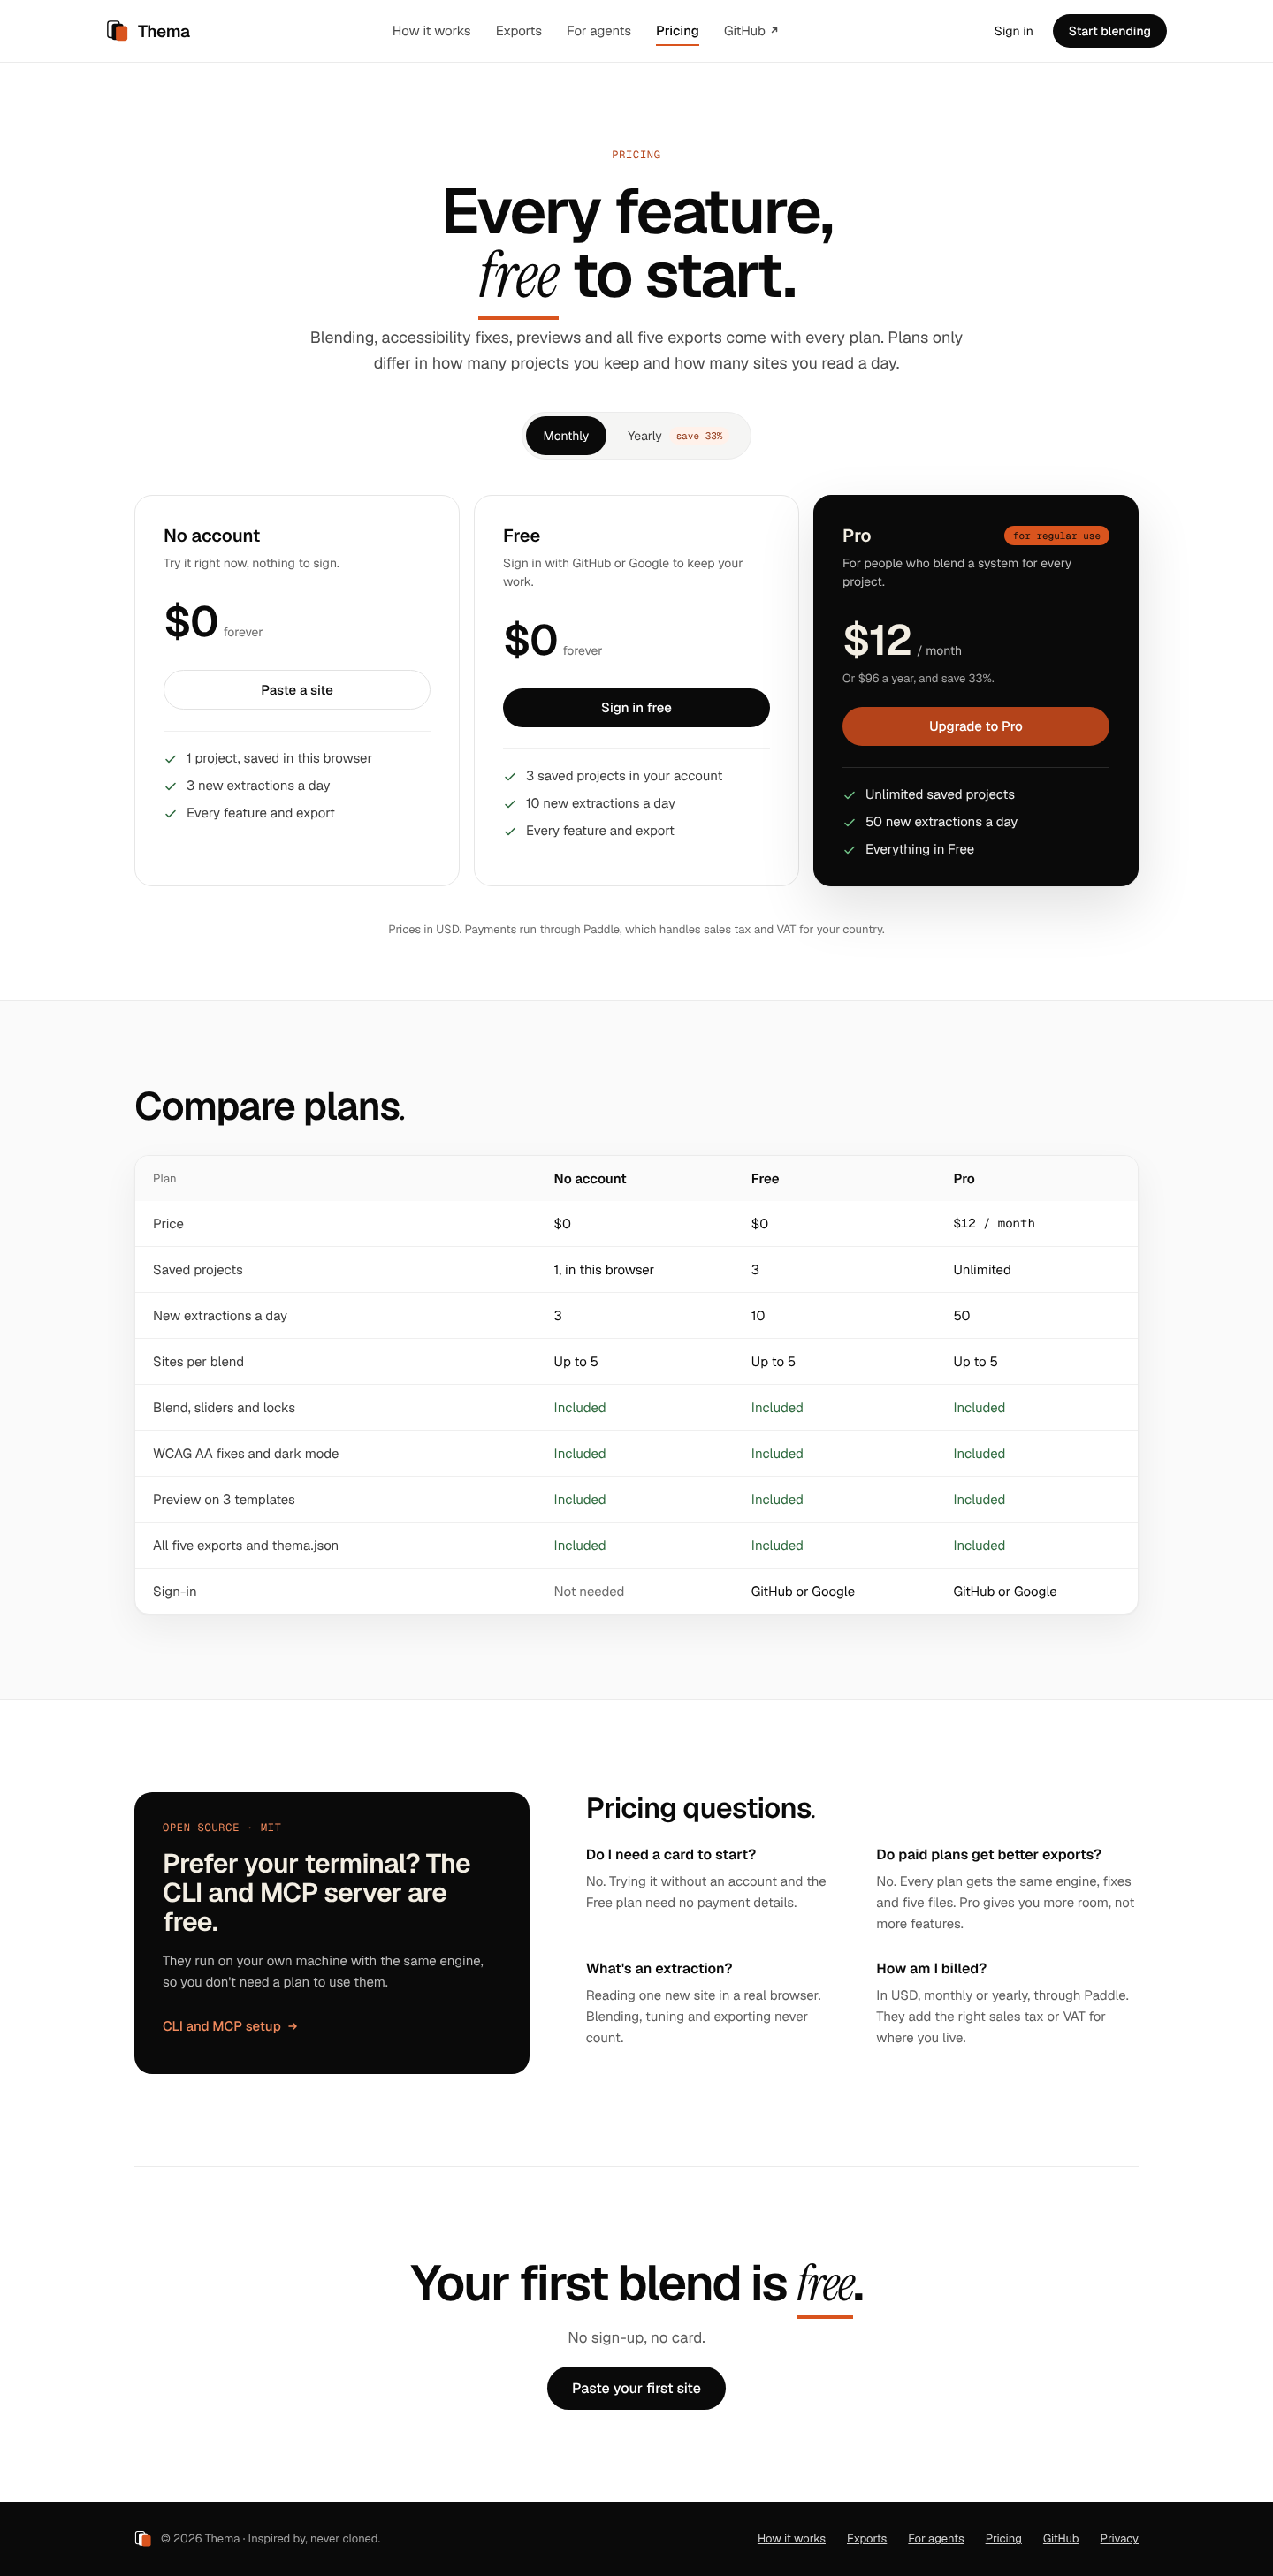 Thema
How it works
Exports
For agents
Pricing
GitHub ↗
Sign in
Start blending
PRICING
Every feature,
free to start.
Blending, accessibility fixes, previews and all five exports come with every plan. Plans only
differ in how many projects you keep and how many sites you read a day.
Monthly
Yearly save 33%
No account
Try it right now, nothing to sign.
$0 forever
Paste a site
1 project, saved in this browser
3 new extractions a day
Every feature and export
Free
Sign in with GitHub or Google to keep your
work.
$0 forever
Sign in free
3 saved projects in your account
10 new extractions a day
Every feature and export
Pro
for regular use
For people who blend a system for every
project.
$12 / month
Or $96 a year, and save 33%.
Upgrade to Pro
Unlimited saved projects
50 new extractions a day
Everything in Free
Prices in USD. Payments run through Paddle, which handles sales tax and VAT for your country.
Compare plans.
Plan No account Free Pro
Price $0 $0 $12 / month
Saved projects 1, in this browser 3 Unlimited
New extractions a day 3 10 50
Sites per blend Up to 5 Up to 5 Up to 5
Blend, sliders and locks Included Included Included
WCAG AA fixes and dark mode Included Included Included
Preview on 3 templates Included Included Included
All five exports and thema.json Included Included Included
Sign-in Not needed GitHub or Google GitHub or Google
OPEN SOURCE · MIT
Prefer your terminal? The
CLI and MCP server are
free.
They run on your own machine with the same engine,
so you don't need a plan to use them.
CLI and MCP setup →
Pricing questions.
Do I need a card to start?
No. Trying it without an account and the
Free plan need no payment details.
Do paid plans get better exports?
No. Every plan gets the same engine, fixes
and five files. Pro gives you more room, not
more features.
What's an extraction?
Reading one new site in a real browser.
Blending, tuning and exporting never
count.
How am I billed?
In USD, monthly or yearly, through Paddle.
They add the right sales tax or VAT for
where you live.
Your first blend is free.
No sign-up, no card.
Paste your first site
© 2026 Thema · Inspired by, never cloned.
How it works
Exports
For agents
Pricing
GitHub
Privacy